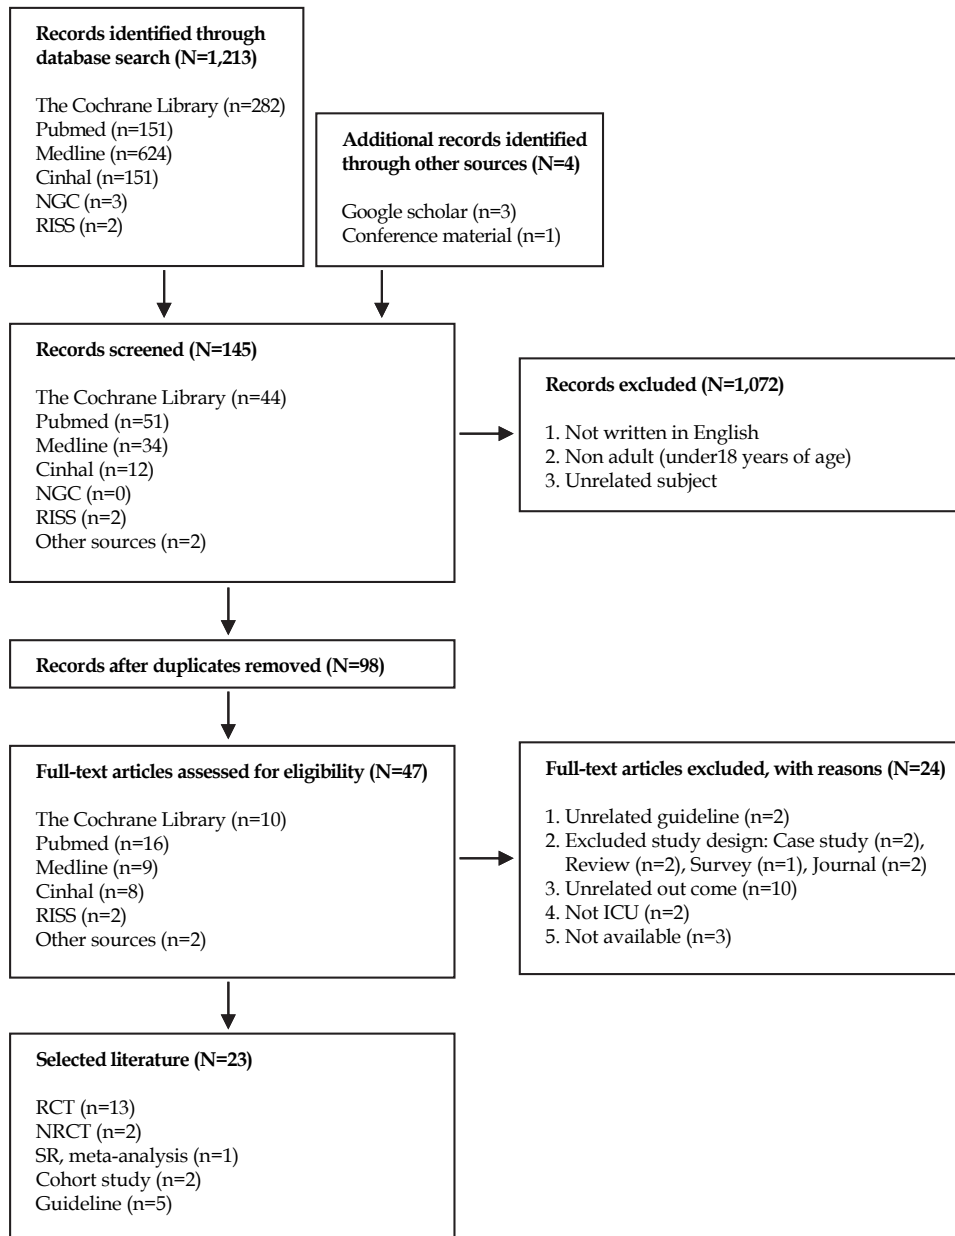 Records identified through
database search (N=1,213)
The Cochrane Library (n=282)
Pubmed (n=151)
Medline (n=624)
Cinhal (n=151)
NGC (n=3)
RISS (n=2)
Additional records identified
through other sources (N=4)
Google scholar (n=3)
Conference material (n=1)
Records screened (N=145)
The Cochrane Library (n=44)
Pubmed (n=51)
Medline (n=34)
Cinhal (n=12)
NGC (n=0)
RISS (n=2)
Other sources (n=2)
Records excluded (N=1,072)
1. Not written in English
2. Non adult (under18 years of age)
3. Unrelated subject
Records after duplicates removed (N=98)
Full-text articles assessed for eligibility (N=47)
The Cochrane Library (n=10)
Pubmed (n=16)
Medline (n=9)
Cinhal (n=8)
RISS (n=2)
Other sources (n=2)
Full-text articles excluded, with reasons (N=24)
1. Unrelated guideline (n=2)
2. Excluded study design: Case study (n=2),
Review (n=2), Survey (n=1), Journal (n=2)
3. Unrelated out come (n=10)
4. Not ICU (n=2)
5. Not available (n=3)
Selected literature (N=23)
RCT (n=13)
NRCT (n=2)
SR, meta-analysis (n=1)
Cohort study (n=2)
Guideline (n=5)